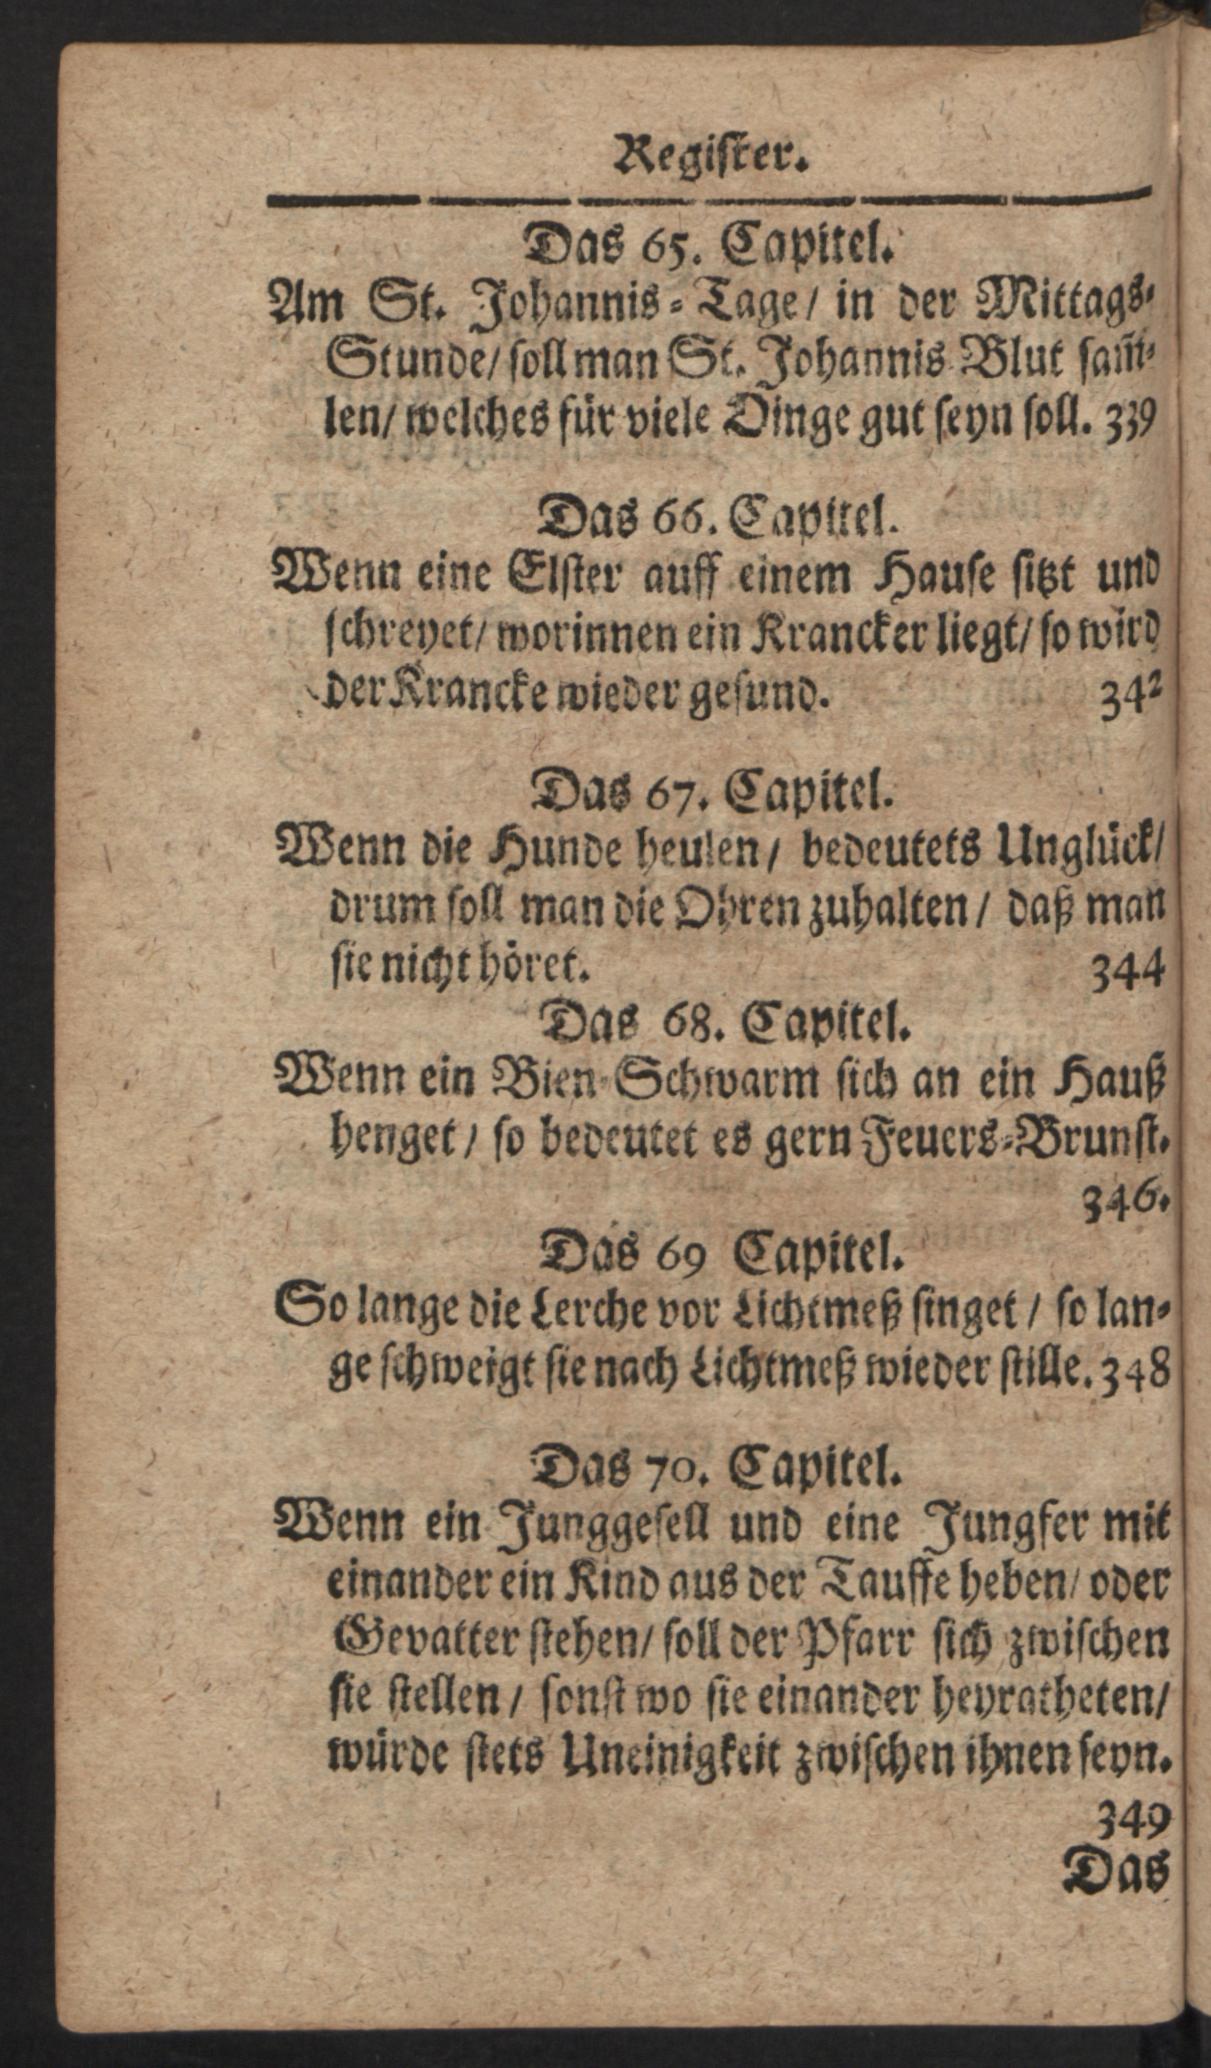 Register.
Das 65. Capitel.
Am St. Johannis-Tage/ in der Mittags-
Stunde/ soll man St. Johannis Blut sam̃-
len/ welches für viele Dinge gut seyn soll. 339
Das 66. Capitel.
Wenn eine Elster auff einem Hause sitzt und
schreyet/ worinnen ein Krancker liegt/ so wird
der Krancke wieder gesund. 342
Das 67. Capitel.
Wenn die Hunde heulen/ bedeutets Unglück/
drum soll man die Ohren zuhalten/ daß man
sie nicht höret. 344
Das 68. Capitel.
Wenn ein Bien-Schwarm sich an ein Hauß
henget/ so bedeutet es gern Feuers-Brunst.
346.
Das 69 Capitel.
So lange die Lerche vor Lichtmeß singet/ so lan-
ge schweigt sie nach Lichtmeß wieder stille. 348
Das 70. Capitel.
Wenn ein Junggesell und eine Jungfer mit
einander ein Kind aus der Tauffe heben/ oder
Gevatter stehen/ soll der Pfarr sich zwischen
sie stellen/ sonst wo sie einander heyratheten/
würde stets Uneinigkeit zwischen ihnen seyn.
349
Das